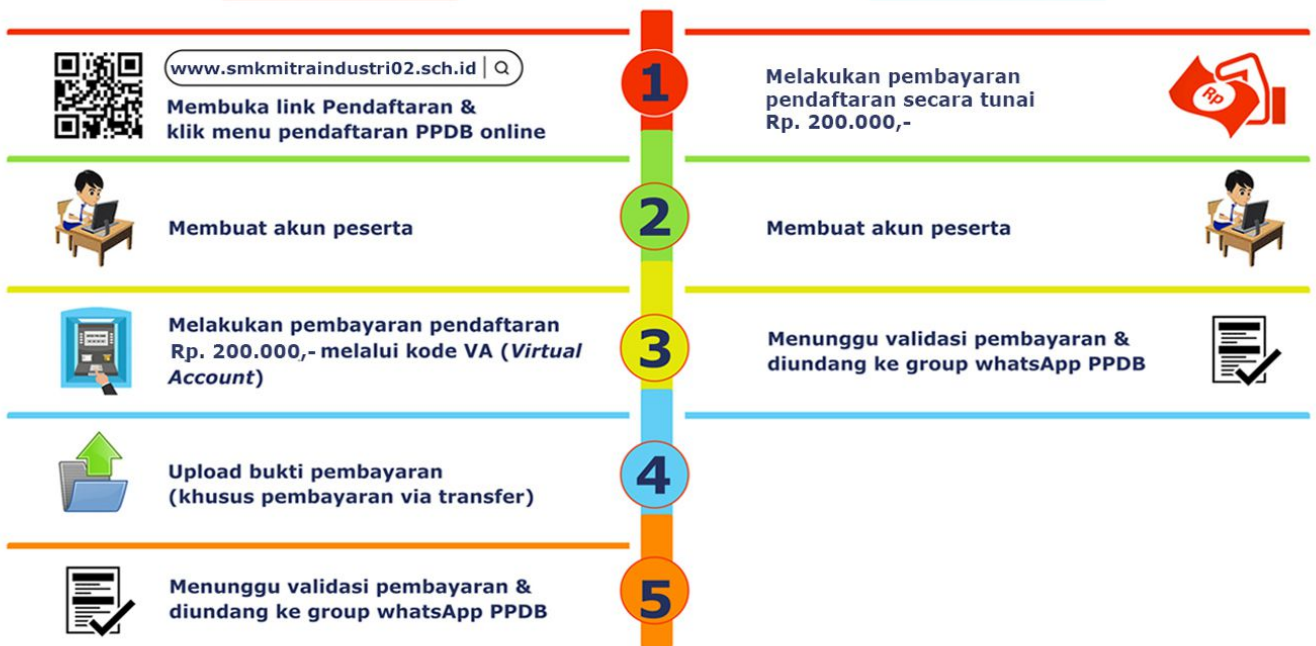 www.smkmitraindustri02.sch.id
Membuka link Pendaftaran &
klik menu pendaftaran PPDB online
1
Melakukan pembayaran
pendaftaran secara tunai
Rp. 200.000,-
Rp
Membuat akun peserta
2
Membuat akun peserta
Melakukan pembayaran pendaftaran
Rp. 200.000,- melalui kode VA (Virtual
Account)
3
Menunggu validasi pembayaran &
diundang ke group whatsApp PPDB
Upload bukti pembayaran
(khusus pembayaran via transfer)
4
Menunggu validasi pembayaran &
diundang ke group whatsApp PPDB
5